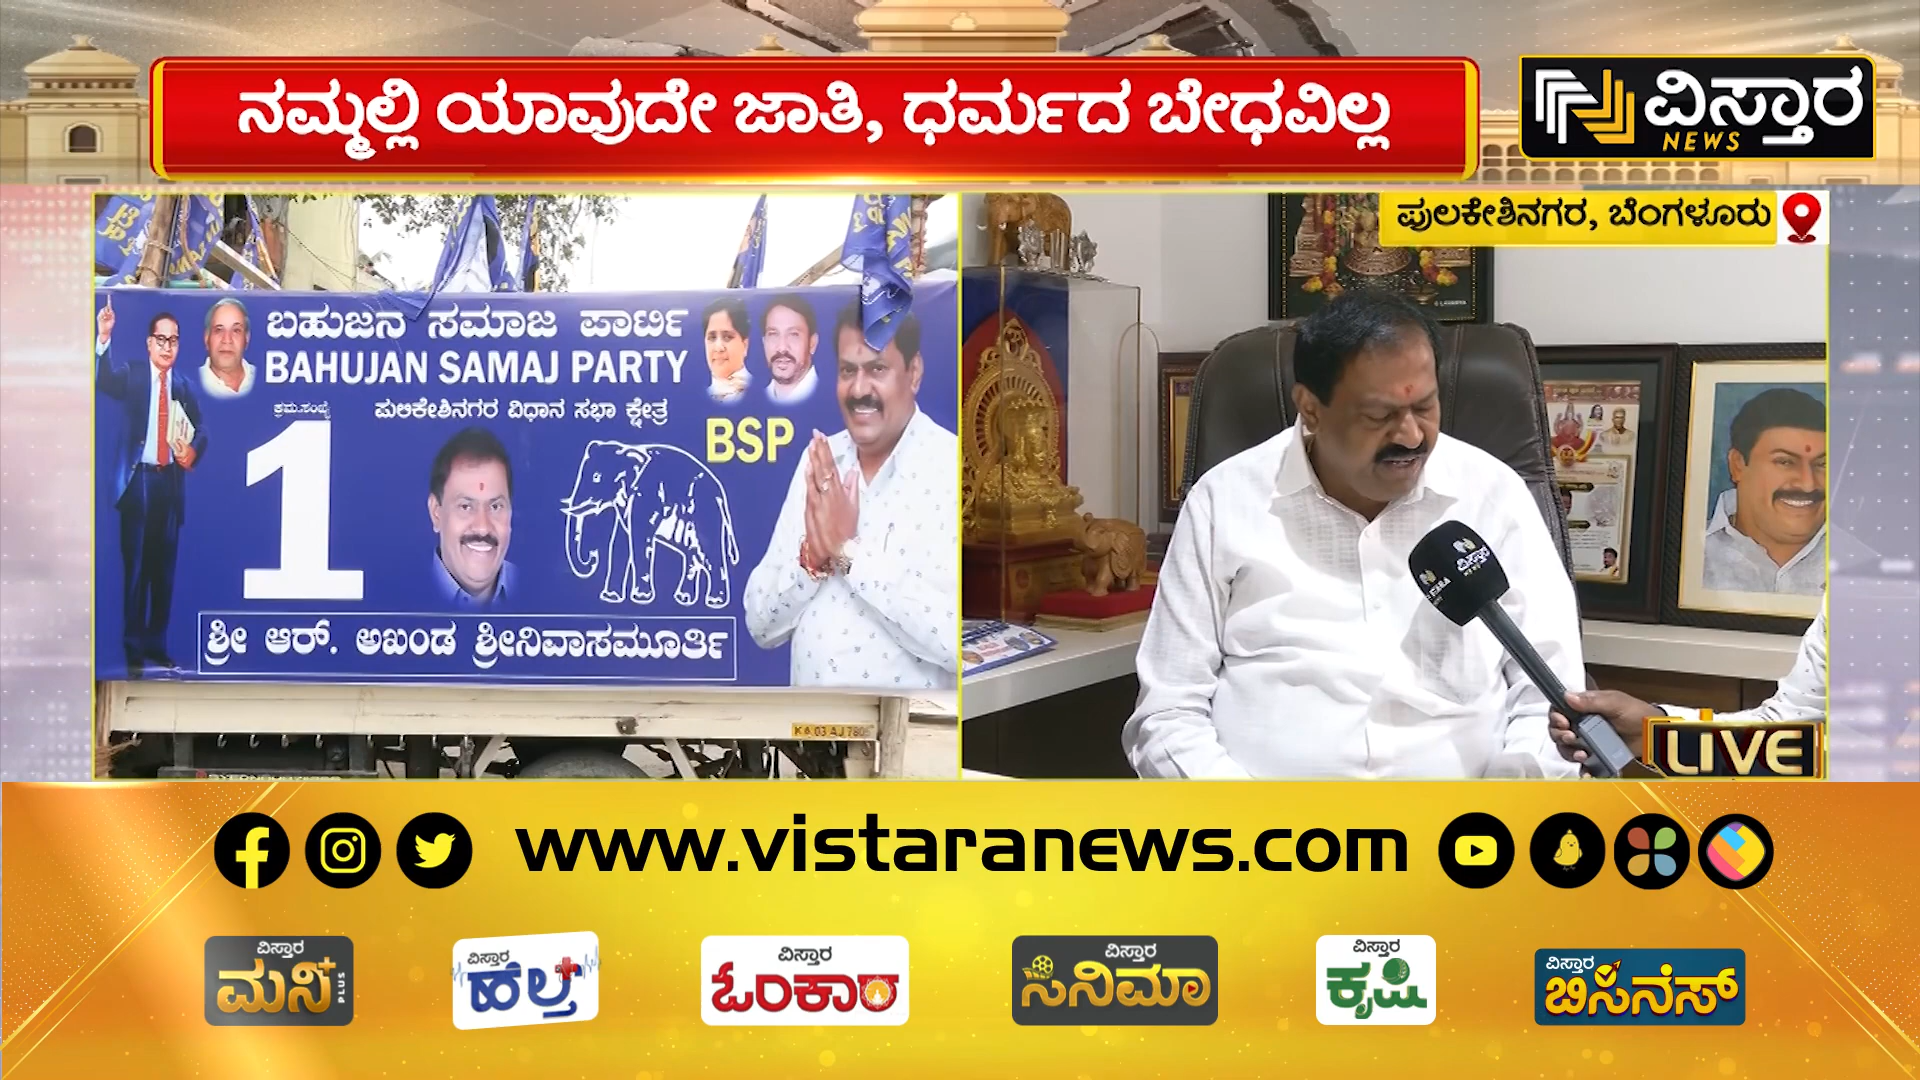 ನಮ್ಮಲ್ಲಿ ಯಾವುದೇ ಜಾತಿ, ಧರ್ಮದ ಬೇಧವಿಲ್ಲ
ವಿಸ್ತಾರ
NEWS
ಪುಲಕೇಶಿನಗರ, ಬೆಂಗಳೂರು
ಬಹುಜನ ಸಮಾಜ ಪಾರ್ಟಿ
BAHUJAN SAMAJ PARTY
ಕ್ರಮ.ಸಂಖ್ಯೆ
ಪುಲಿಕೇಶಿನಗರ ವಿಧಾನ ಸಭಾ ಕ್ಷೇತ್ರ
1
BSP
ಶ್ರೀ ಆರ್. ಅಖಂಡ ಶ್ರೀನಿವಾಸಮೂರ್ತಿ
ವಿಸ್ತಾರ
LIVE
www.vistaranews.com
ವಿಸ್ತಾರ
ಮನಿ
PLUS
ವಿಸ್ತಾರ
ಹೆಲ್ತ್
ವಿಸ್ತಾರ
ಓಂಕಾರ
ವಿಸ್ತಾರ
ಸಿನಿಮಾ
ವಿಸ್ತಾರ
ಕೃಷಿ
ವಿಸ್ತಾರ
ಬಿಸಿನೆಸ್